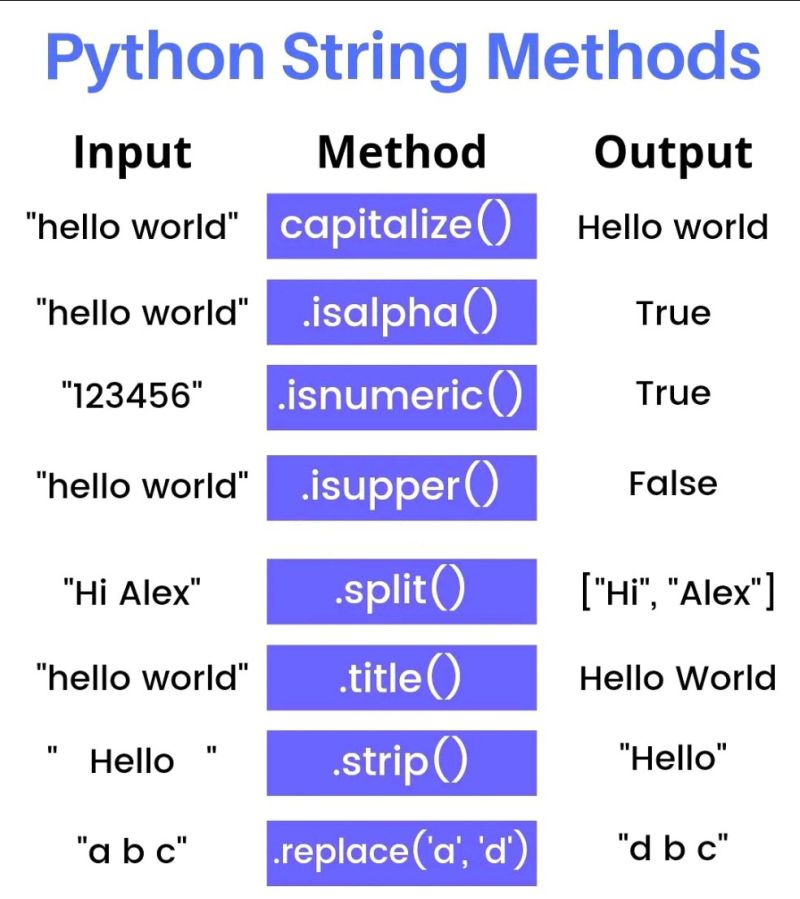 Python String Methods
Input Method Output
"hello world" capitalize() Hello world
"hello world" .isalpha() True
"123456" .isnumeric() True
"hello world" .isupper() False
"Hi Alex" .split() ["Hi", "Alex"]
"hello world" .title() Hello World
"  Hello  " .strip() "Hello"
"a b c" .replace('a', 'd') "d b c"